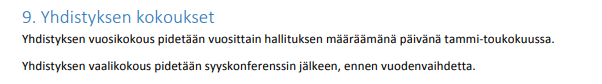 9. Yhdistyksen kokoukset
Yhdistyksen vuosikokous pidetään vuosittain hallituksen määräämänä päivänä tammi-toukokuussa.
Yhdistyksen vaalikokous pidetään syyskonferenssin jälkeen, ennen vuodenvaihdetta.